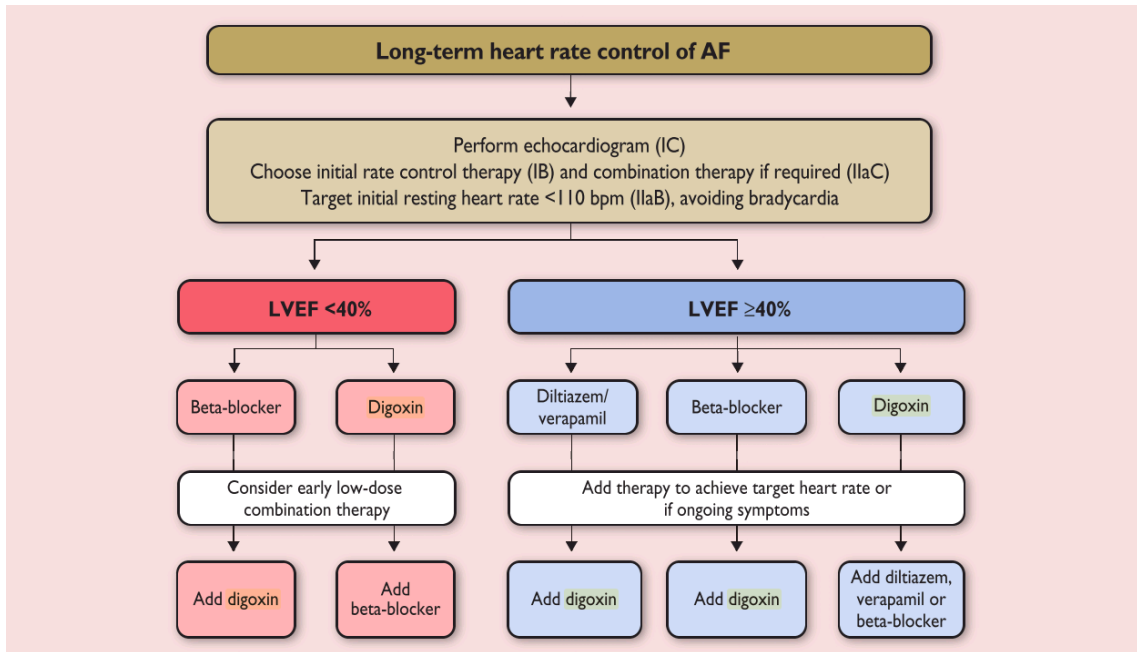 Long-term heart rate control of AF
Perform echocardiogram (IC)
Choose initial rate control therapy (IB) and combination therapy if required (IIaC)
Target initial resting heart rate <110 bpm (IIaB), avoiding bradycardia
LVEF <40%
LVEF ≥40%
Beta-blocker
Digoxin
Diltiazem/
verapamil
Beta-blocker
Digoxin
Consider early low-dose
combination therapy
Add therapy to achieve target heart rate or
if ongoing symptoms
Add digoxin
Add
beta-blocker
Add digoxin
Add digoxin
Add diltiazem,
verapamil or
beta-blocker